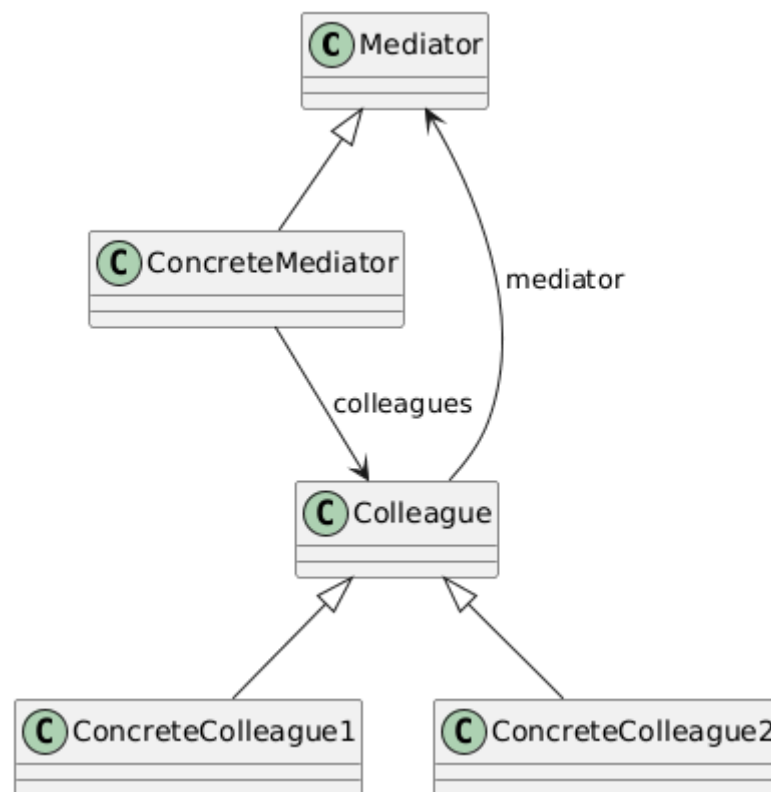 C Mediator
C ConcreteMediator
mediator
colleagues
C Colleague
C ConcreteColleague1
C ConcreteColleague2